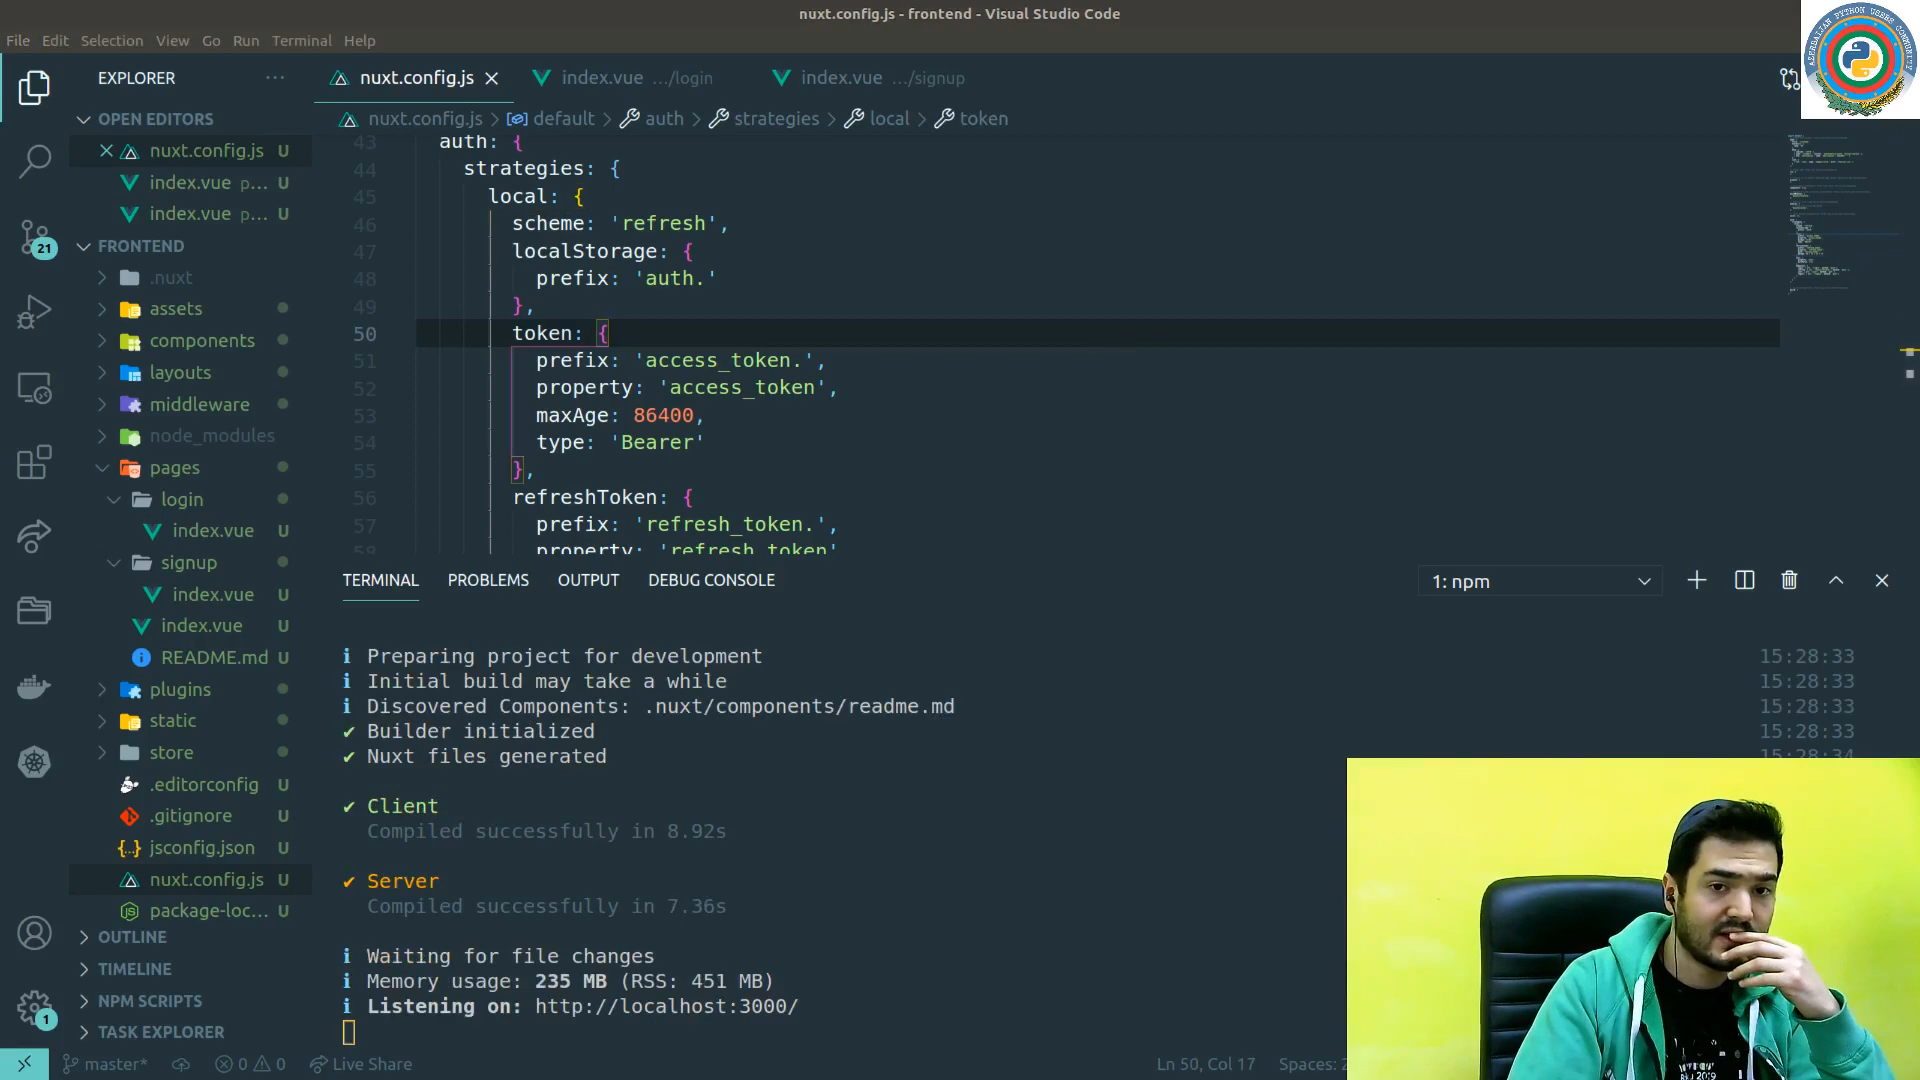 nuxt.config.js - frontend - Visual Studio Code
File Edit Selection View Go Run Terminal Help
AZERBAIJAN PYTHON USERS COMMUNITY
EXPLORER ...
nuxt.config.js
index.vue .../login
index.vue .../signup
OPEN EDITORS
nuxt.config.js U
index.vue p... U
index.vue p... U
FRONTEND
.nuxt
assets
components
layouts
middleware
node_modules
pages
login
index.vue U
signup
index.vue U
index.vue U
README.md U
plugins
static
store
.editorconfig U
.gitignore U
jsconfig.json U
nuxt.config.js U
package-loc... U
OUTLINE
TIMELINE
NPM SCRIPTS
TASK EXPLORER
21
1
nuxt.config.js > default > auth > strategies > local > token
43 auth: {
44 strategies: {
45 local: {
46 scheme: 'refresh',
47 localStorage: {
48 prefix: 'auth.'
49 },
50 token: {
51 prefix: 'access_token.',
52 property: 'access_token',
53 maxAge: 86400,
54 type: 'Bearer'
55 },
56 refreshToken: {
57 prefix: 'refresh_token.',
58 property: 'refresh_token'
TERMINAL PROBLEMS OUTPUT DEBUG CONSOLE
1: npm
ℹ Preparing project for development 15:28:33
ℹ Initial build may take a while 15:28:33
ℹ Discovered Components: .nuxt/components/readme.md 15:28:33
✔ Builder initialized 15:28:33
✔ Nuxt files generated 15:28:34
✔ Client
Compiled successfully in 8.92s
✔ Server
Compiled successfully in 7.36s
ℹ Waiting for file changes
ℹ Memory usage: 235 MB (RSS: 451 MB)
ℹ Listening on: http://localhost:3000/
master* 0 0 Live Share
Ln 50, Col 17 Spaces:
2019